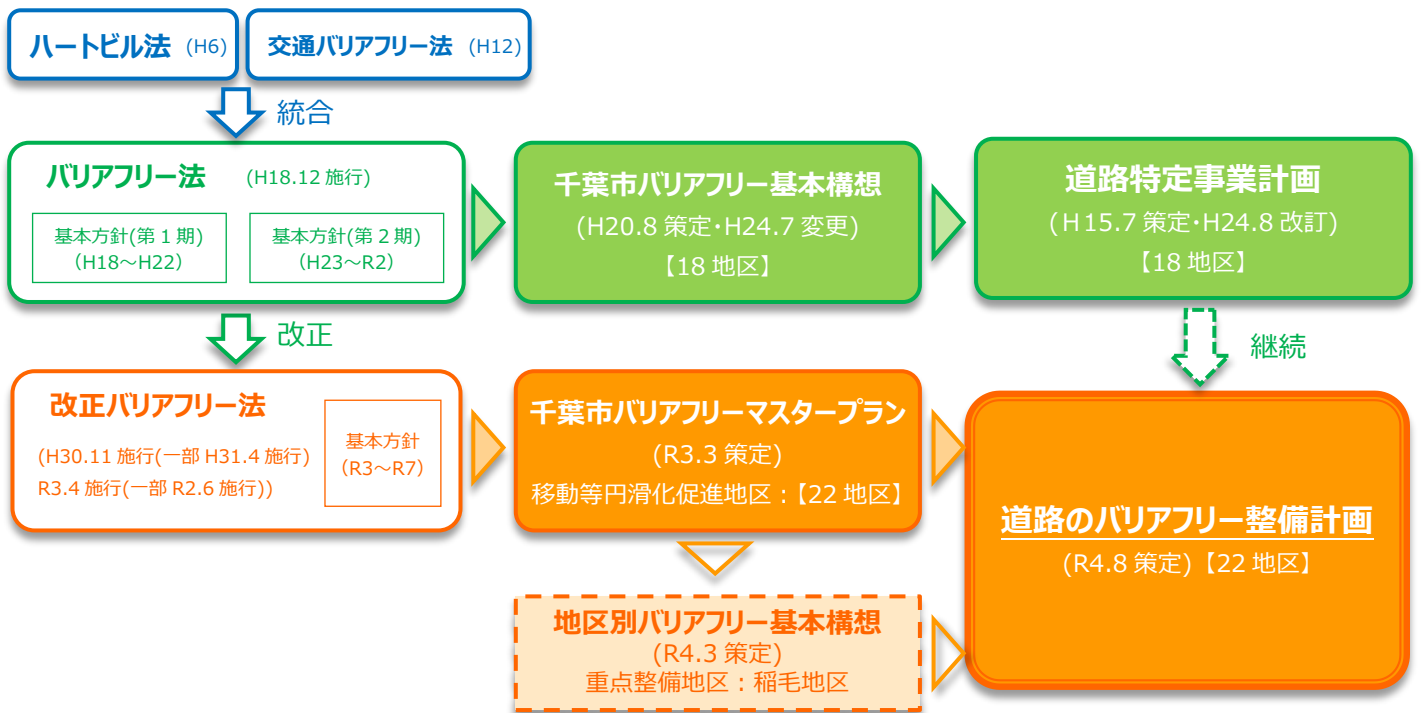 ハートビル法 (H6)
交通バリアフリー法 (H12)
統合
バリアフリー法 (H18.12 施行)
基本方針(第1期)
(H18～H22)
基本方針(第2期)
(H23～R2)
千葉市バリアフリー基本構想
(H20.8 策定・H24.7 変更)
【18 地区】
道路特定事業計画
(H15.7 策定・H24.8 改訂)
【18 地区】
改正
継続
改正バリアフリー法
(H30.11 施行(一部 H31.4 施行)
R3.4 施行(一部 R2.6 施行))
基本方針
(R3～R7)
千葉市バリアフリーマスタープラン
(R3.3 策定)
移動等円滑化促進地区：【22 地区】
道路のバリアフリー整備計画
(R4.8 策定)【22 地区】
地区別バリアフリー基本構想
(R4.3 策定)
重点整備地区：稲毛地区